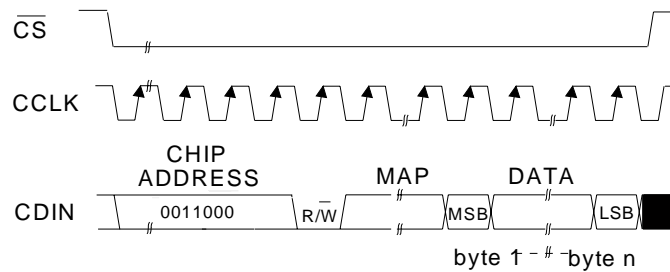 CS
CCLK
CHIP
ADDRESS
MAP
DATA
CDIN
0011000
R/W
MSB
LSB
byte 1
byte n